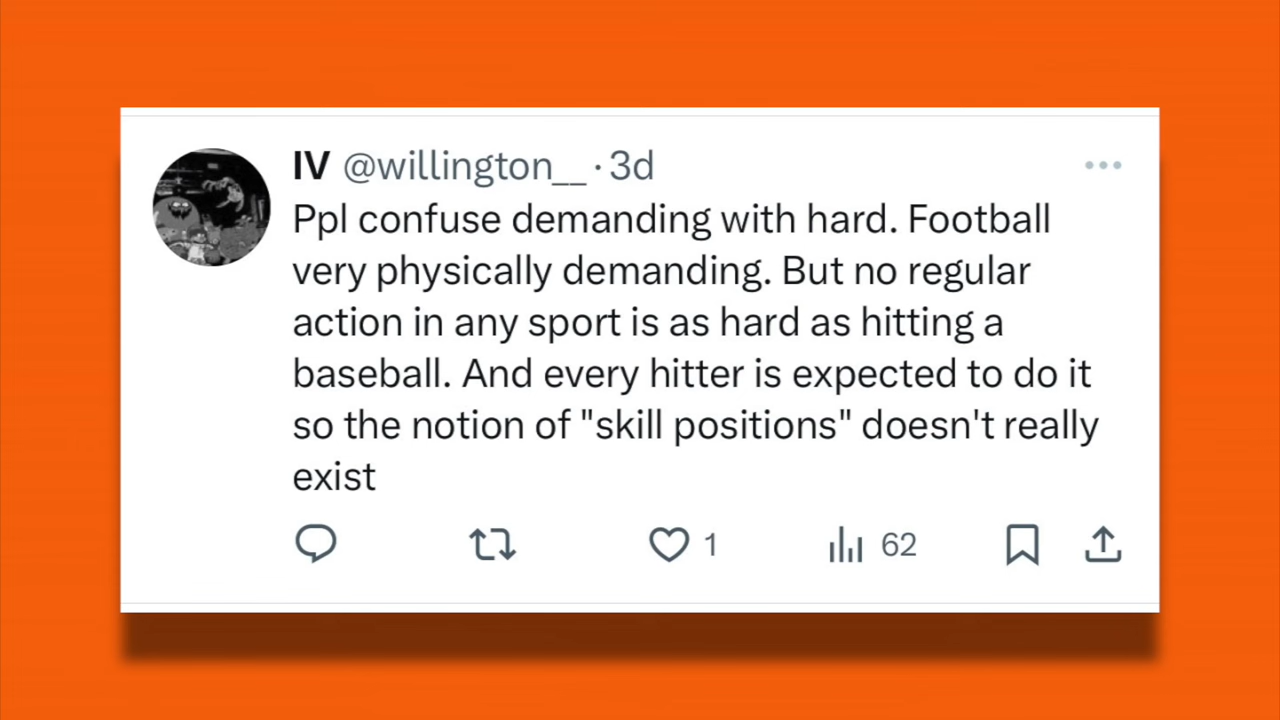 IV @willington__ · 3d
Ppl confuse demanding with hard. Football
very physically demanding. But no regular
action in any sport is as hard as hitting a
baseball. And every hitter is expected to do it
so the notion of "skill positions" doesn't really
exist
1 62